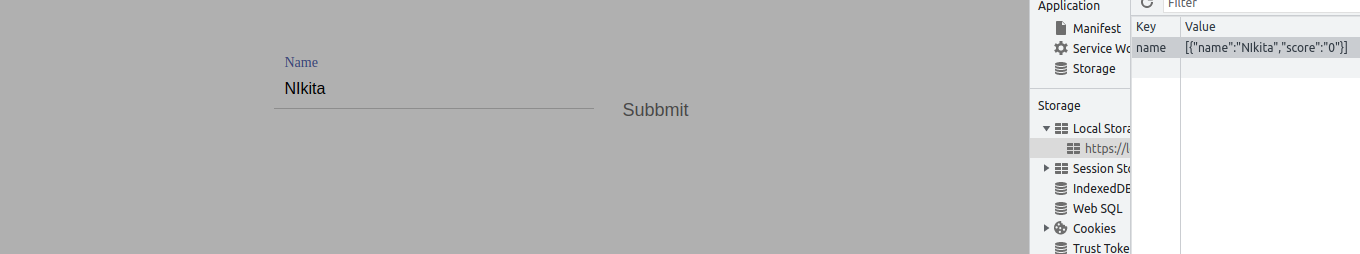 Name
NIkita
Subbmit
Application
Manifest
Service Wo
Storage
Storage
Local Stora
https://l
Session Sto
IndexedDB
Web SQL
Cookies
Trust Toke
Filter
Key Value
name [{"name":"NIkita","score":"0"}]